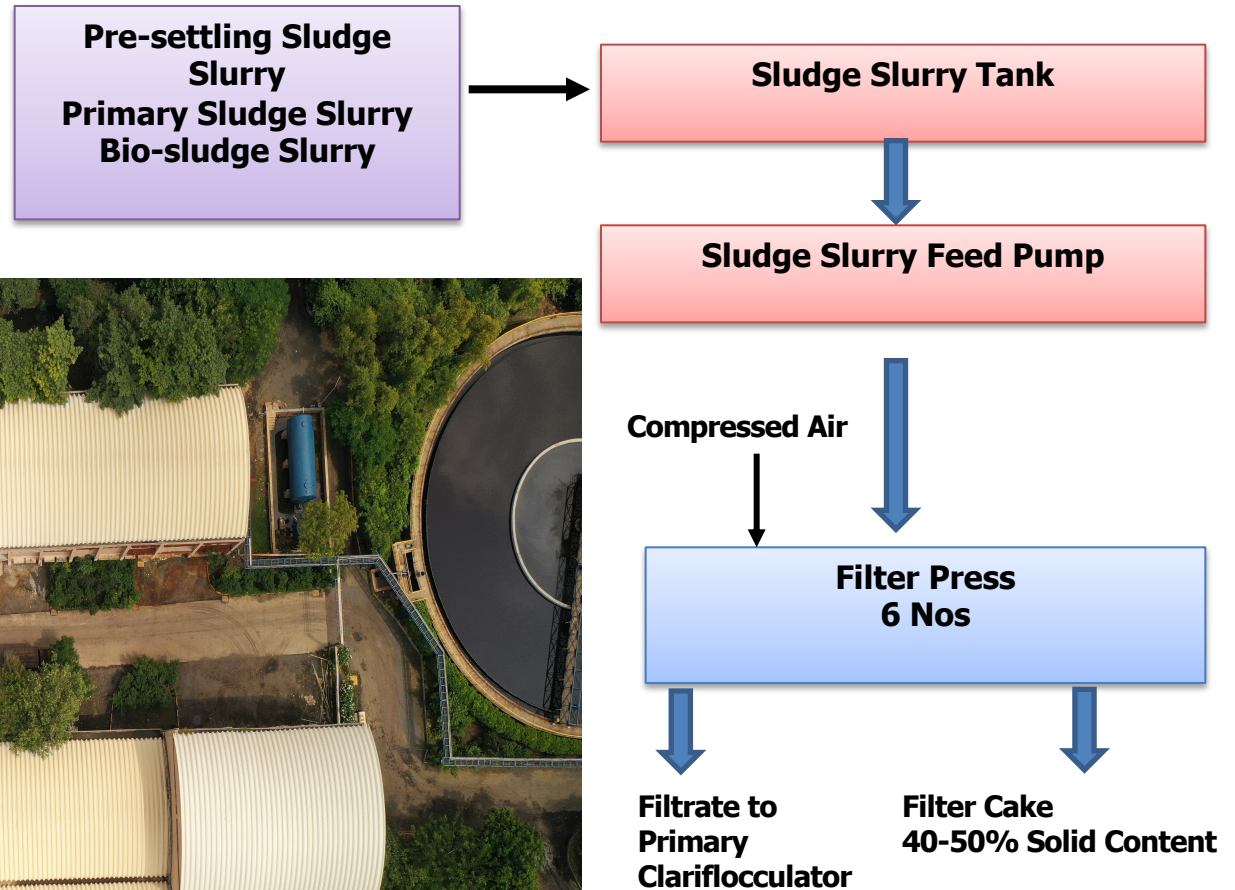 Pre-settling Sludge
Slurry
Primary Sludge Slurry
Bio-sludge Slurry
Sludge Slurry Tank
Sludge Slurry Feed Pump
Compressed Air
Filter Press
6 Nos
Filtrate to
Primary
Clariflocculator
Filter Cake
40-50% Solid Content